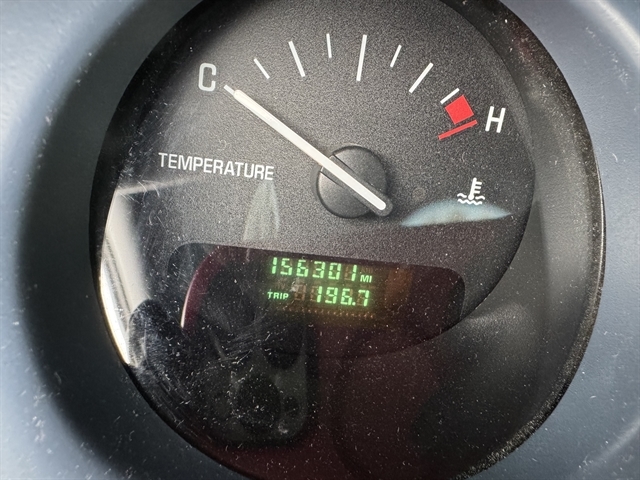 C
H
TEMPERATURE
156301 MI
TRIP 196.7